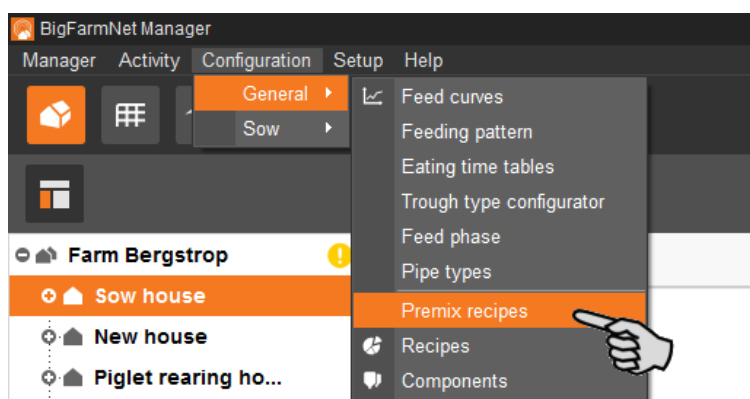 BigFarmNet Manager
Manager Activity Configuration Setup Help
General
Sow
Feed curves
Feeding pattern
Eating time tables
Trough type configurator
Feed phase
Pipe types
Premix recipes
Recipes
Components
Farm Bergstrop
Sow house
New house
Piglet rearing ho...